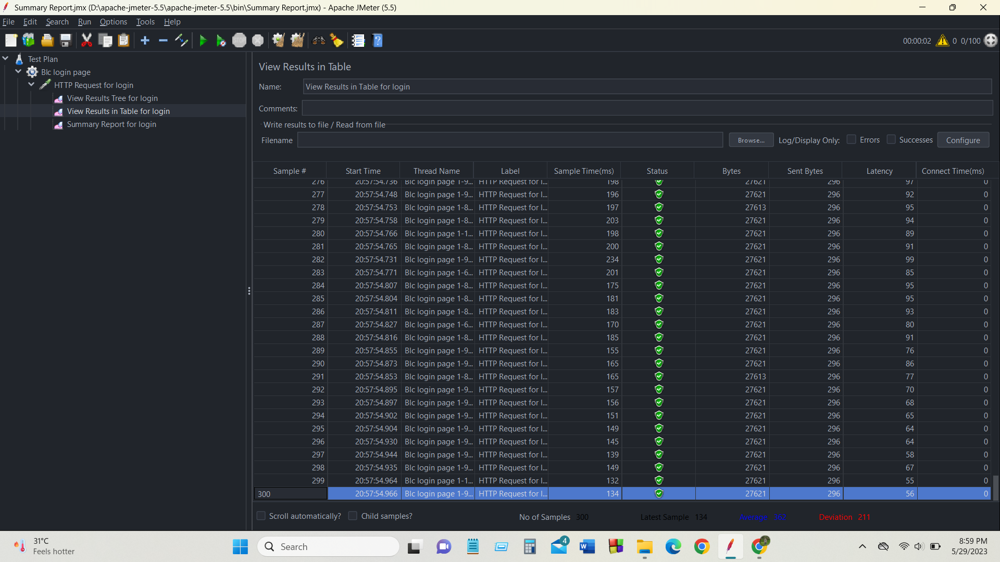 Summary Report.jmx (D:\apache-jmeter-5.5\apache-jmeter-5.5\bin\Summary Report.jmx) - Apache JMeter (5.5)
File Edit Search Run Options Tools Help
STOP 00:00:02 0 0/100
Test Plan
Blc login page
HTTP Request for login
View Results Tree for login
View Results in Table for login
Summary Report for login
View Results in Table
Name: View Results in Table for login
Comments:
Write results to file / Read from file
Filename Browse... Log/Display Only: Errors Successes Configure
Sample # Start Time Thread Name Label Sample Time(ms) Status Bytes Sent Bytes Latency Connect Time(ms)
276 20:57:54.736 Blc login page 1-9... HTTP Request for l... 198 27621 296 97 0
277 20:57:54.748 Blc login page 1-9... HTTP Request for l... 196 27621 296 92 0
278 20:57:54.753 Blc login page 1-8... HTTP Request for l... 197 27613 296 95 0
279 20:57:54.758 Blc login page 1-8... HTTP Request for l... 203 27621 296 94 0
280 20:57:54.766 Blc login page 1-1... HTTP Request for l... 198 27621 296 89 0
281 20:57:54.765 Blc login page 1-8... HTTP Request for l... 200 27621 296 91 0
282 20:57:54.731 Blc login page 1-9... HTTP Request for l... 234 27621 296 99 0
283 20:57:54.771 Blc login page 1-6... HTTP Request for l... 201 27621 296 85 0
284 20:57:54.807 Blc login page 1-8... HTTP Request for l... 175 27621 296 95 0
285 20:57:54.804 Blc login page 1-8... HTTP Request for l... 181 27621 296 95 0
286 20:57:54.811 Blc login page 1-8... HTTP Request for l... 183 27621 296 93 0
287 20:57:54.827 Blc login page 1-6... HTTP Request for l... 170 27621 296 80 0
288 20:57:54.816 Blc login page 1-8... HTTP Request for l... 185 27621 296 91 0
289 20:57:54.855 Blc login page 1-9... HTTP Request for l... 155 27621 296 76 0
290 20:57:54.873 Blc login page 1-9... HTTP Request for l... 165 27621 296 86 0
291 20:57:54.853 Blc login page 1-8... HTTP Request for l... 165 27613 296 77 0
292 20:57:54.895 Blc login page 1-9... HTTP Request for l... 157 27621 296 70 0
293 20:57:54.897 Blc login page 1-9... HTTP Request for l... 156 27621 296 68 0
294 20:57:54.902 Blc login page 1-9... HTTP Request for l... 151 27621 296 65 0
295 20:57:54.904 Blc login page 1-9... HTTP Request for l... 149 27621 296 64 0
296 20:57:54.930 Blc login page 1-9... HTTP Request for l... 145 27621 296 64 0
297 20:57:54.944 Blc login page 1-9... HTTP Request for l... 139 27621 296 58 0
298 20:57:54.935 Blc login page 1-9... HTTP Request for l... 149 27621 296 67 0
299 20:57:54.964 Blc login page 1-1... HTTP Request for l... 132 27621 296 55 0
300 20:57:54.966 Blc login page 1-9... HTTP Request for l... 134 27621 296 56 0
Scroll automatically? Child samples? No of Samples 300 Latest Sample 134 Average 362 Deviation 211
31°C
Feels hotter
Search
4
8:59 PM
5/29/2023